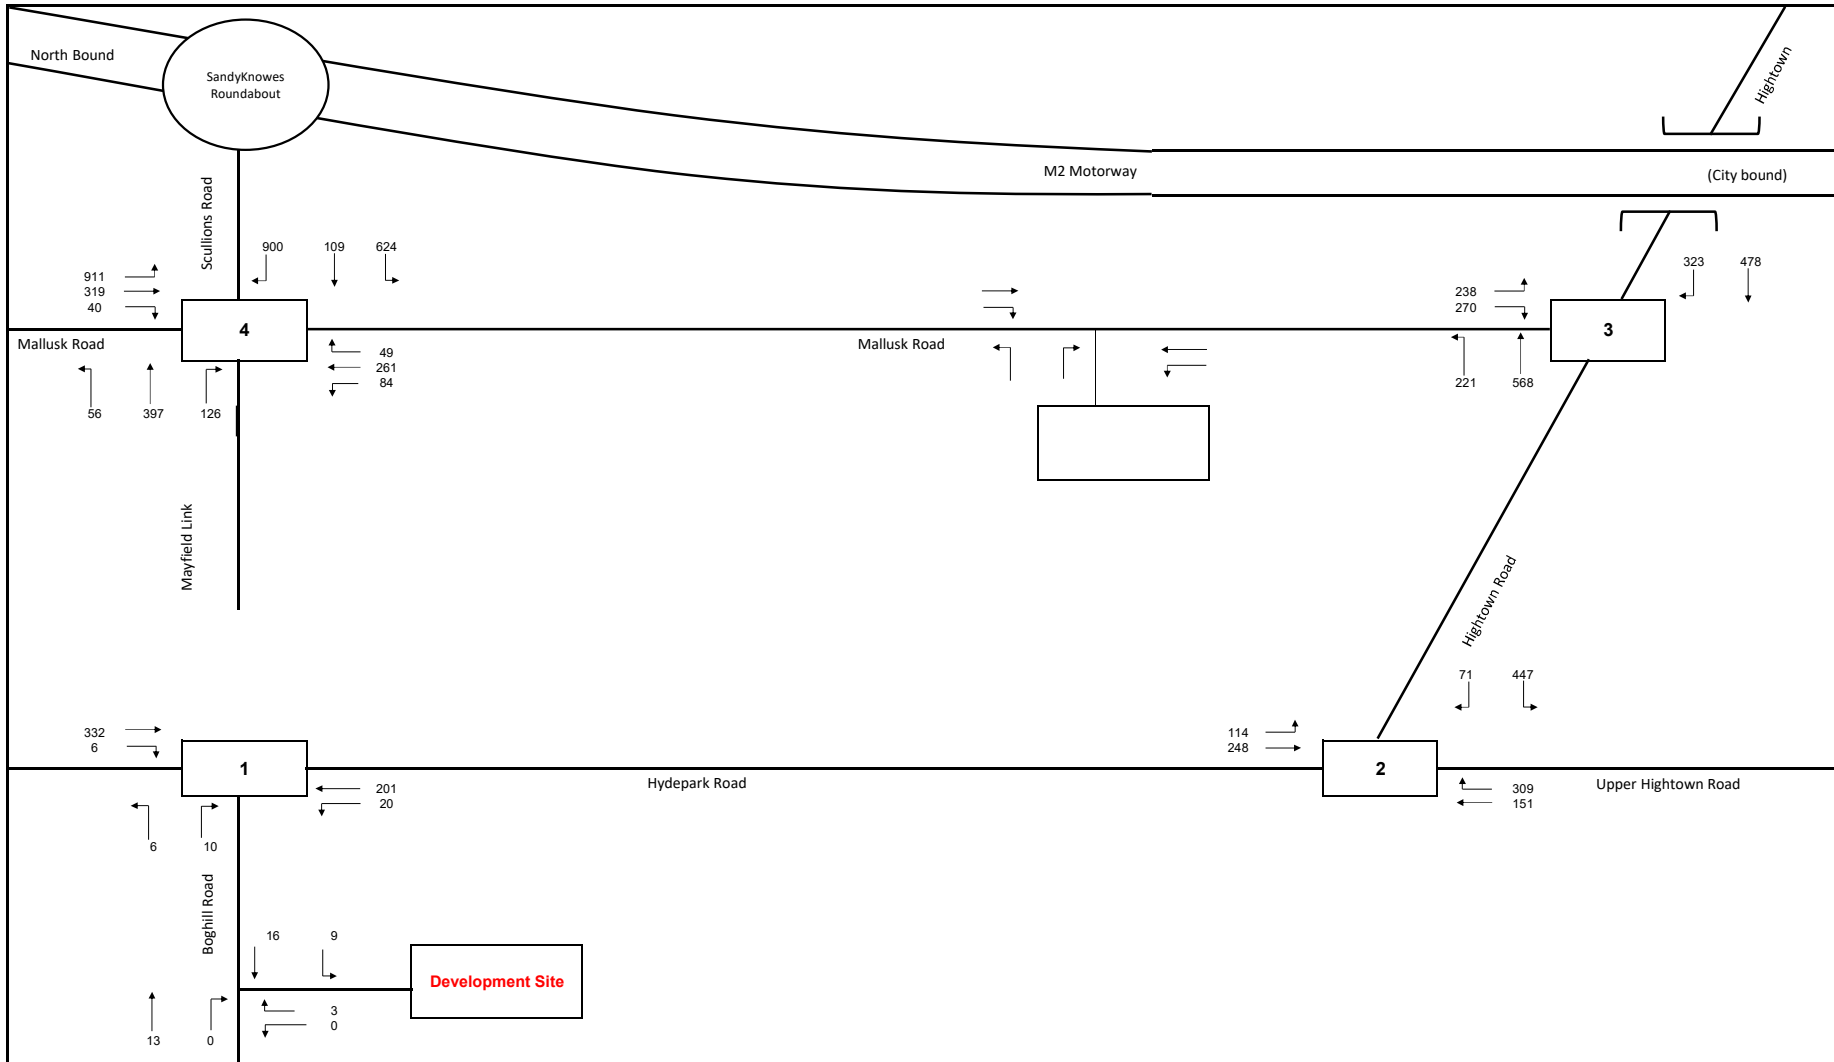 North Bound
SandyKnowes
Roundabout
Hightown
M2 Motorway
(City bound)
Scullions Road
900
109
624
911
319
40
4
Mallusk Road
49
261
84
56
397
126
Mallusk Road
238
270
3
323
478
221
568
Mayfield Link
Hightown Road
71
447
332
6
1
201
20
Hydepark Road
114
248
2
309
151
Upper Hightown Road
6
10
Boghill Road
16
9
Development Site
3
0
13
0